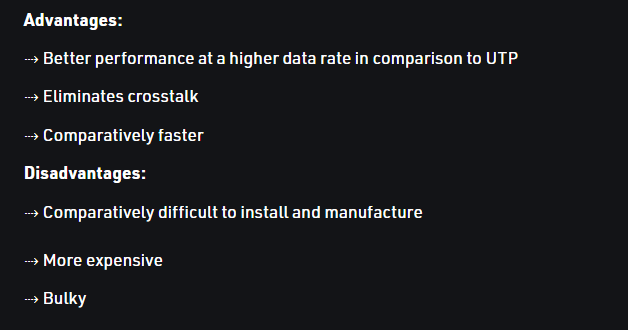 Advantages:
⇢ Better performance at a higher data rate in comparison to UTP
⇢ Eliminates crosstalk
⇢ Comparatively faster
Disadvantages:
⇢ Comparatively difficult to install and manufacture
⇢ More expensive
⇢ Bulky